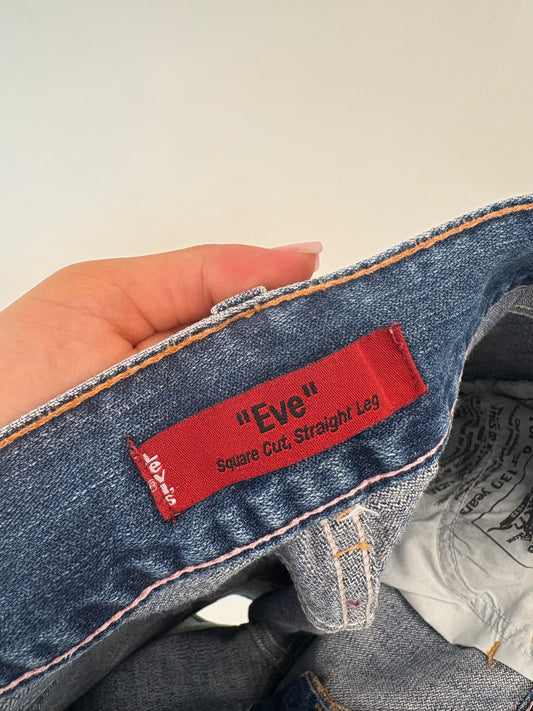 "Eve"
Square Cut, Straight Leg
Levi's®